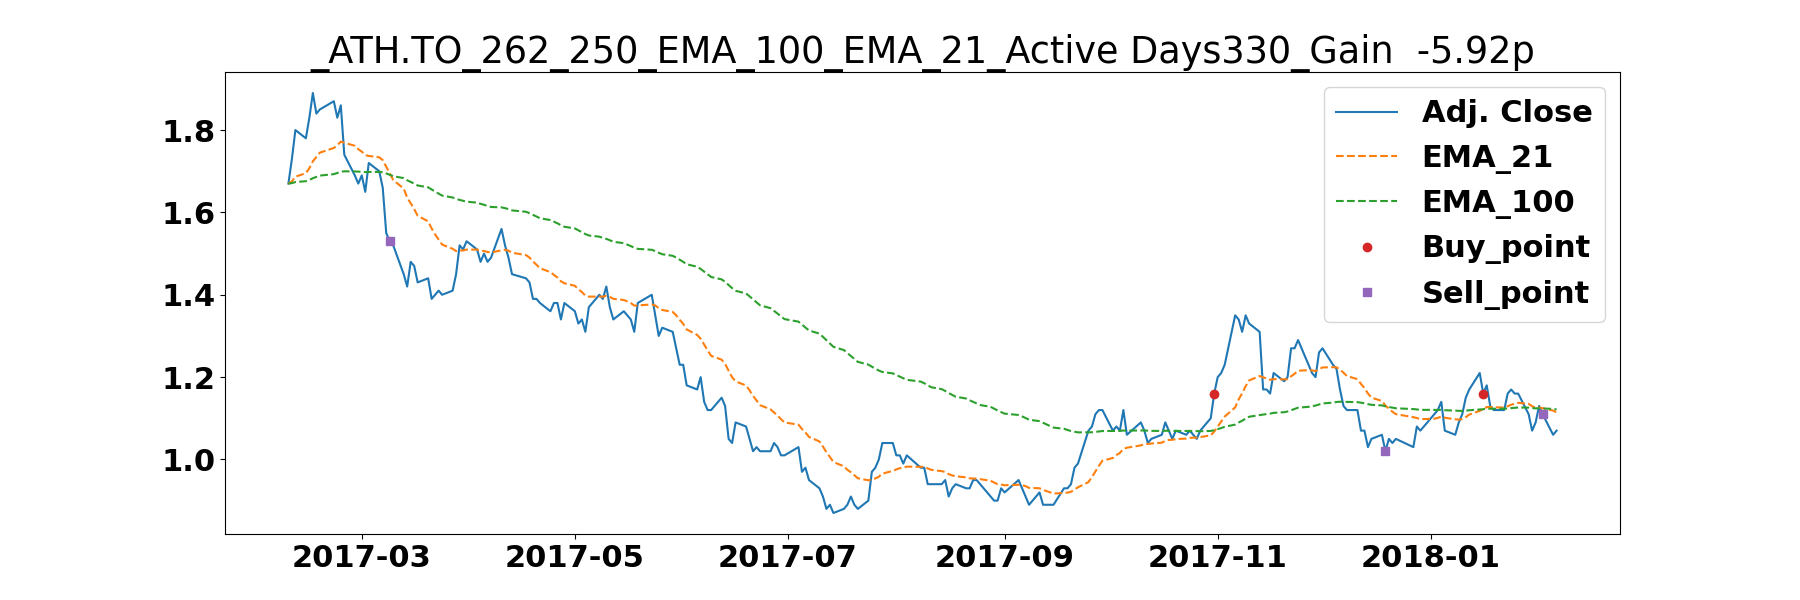 _ATH.TO_262_250_EMA_100_EMA_21_Active Days330_Gain  -5.92p
Adj. Close
EMA_21
EMA_100
Buy_point
Sell_point
1.8
1.6
1.4
1.2
1.0
2017-03 2017-05 2017-07 2017-09 2017-11 2018-01